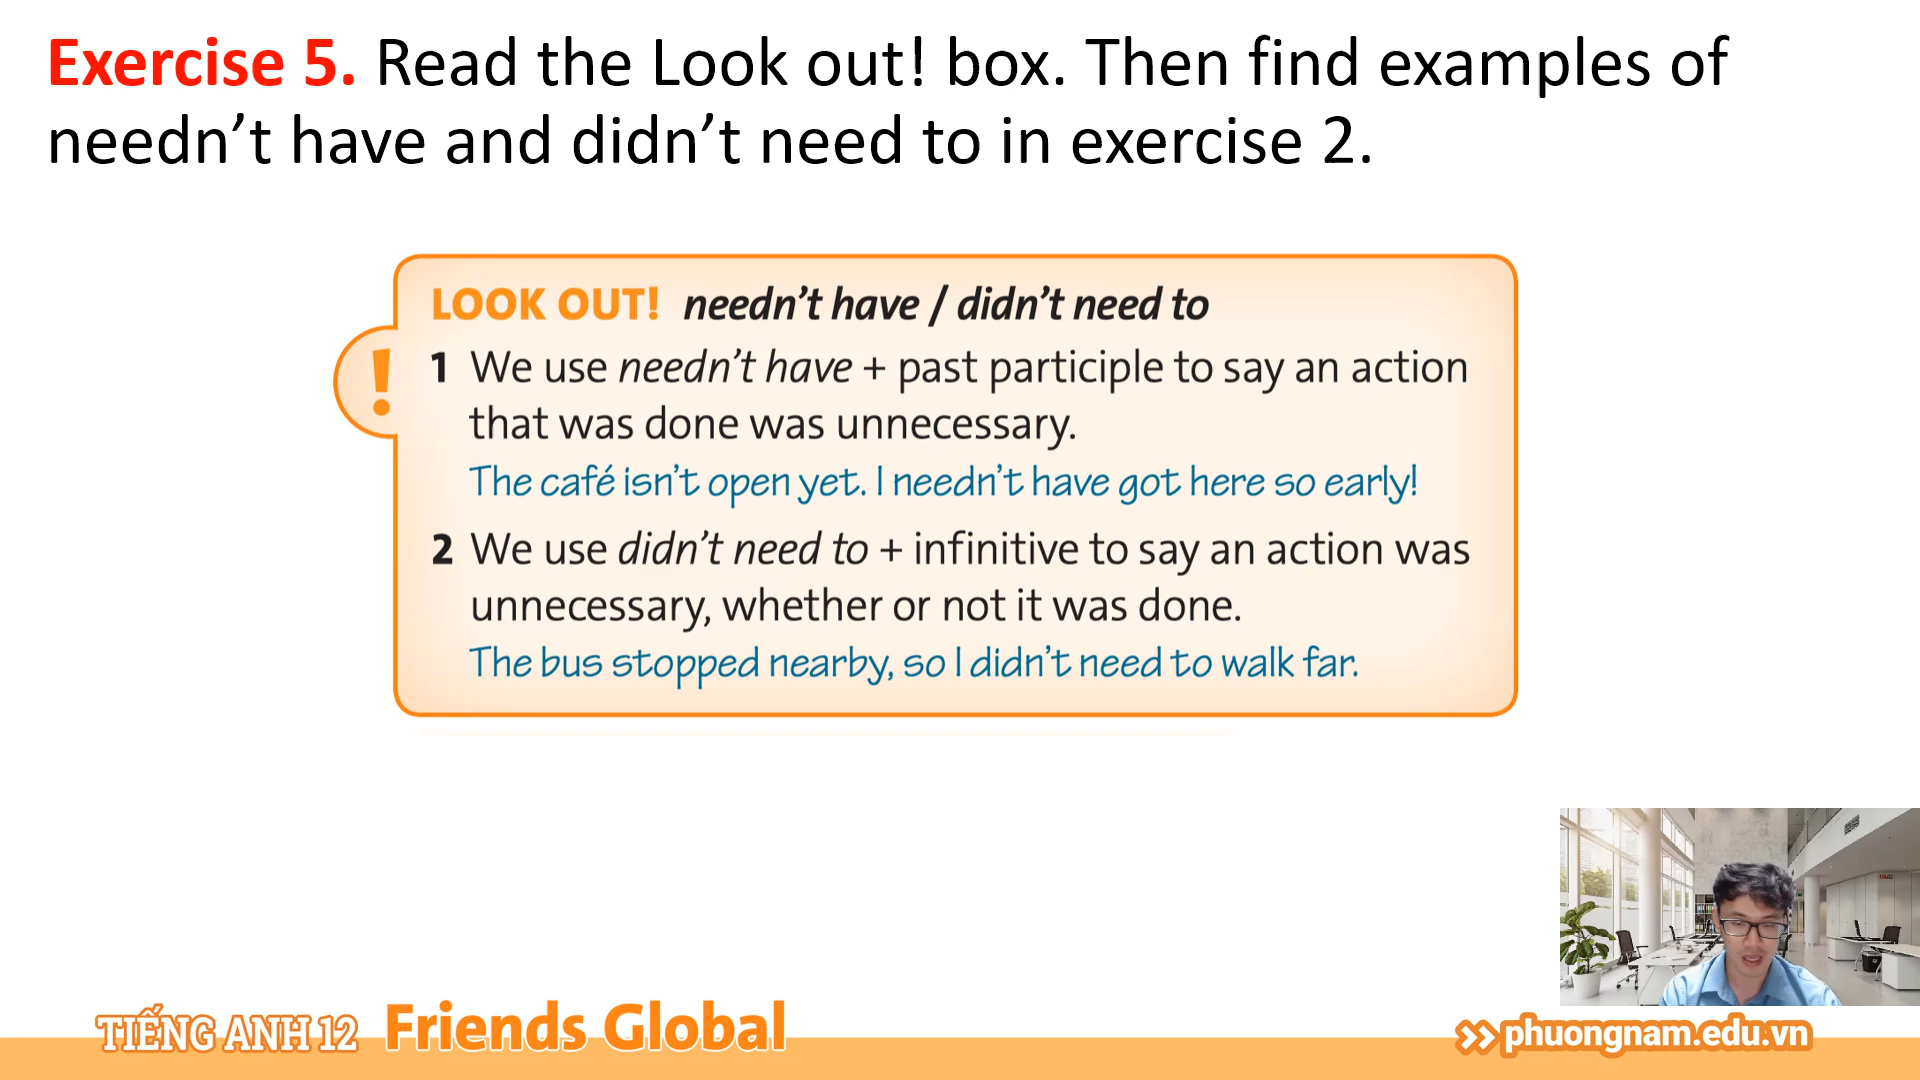 Exercise 5. Read the Look out! box. Then find examples of
needn’t have and didn’t need to in exercise 2.
LOOK OUT! needn’t have / didn’t need to
!
1 We use needn’t have + past participle to say an action
that was done was unnecessary.
The café isn’t open yet. I needn’t have got here so early!
2 We use didn’t need to + infinitive to say an action was
unnecessary, whether or not it was done.
The bus stopped nearby, so I didn’t need to walk far.
TIẾNG ANH 12 Friends Global
phuongnam.edu.vn